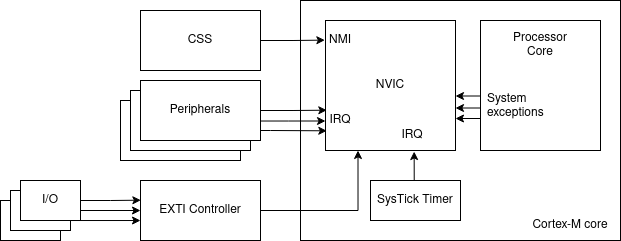 CSS
NMI
NVIC
Processor
Core
Peripherals
IRQ
System
exceptions
IRQ
I/O
EXTI Controller
SysTick Timer
Cortex-M core